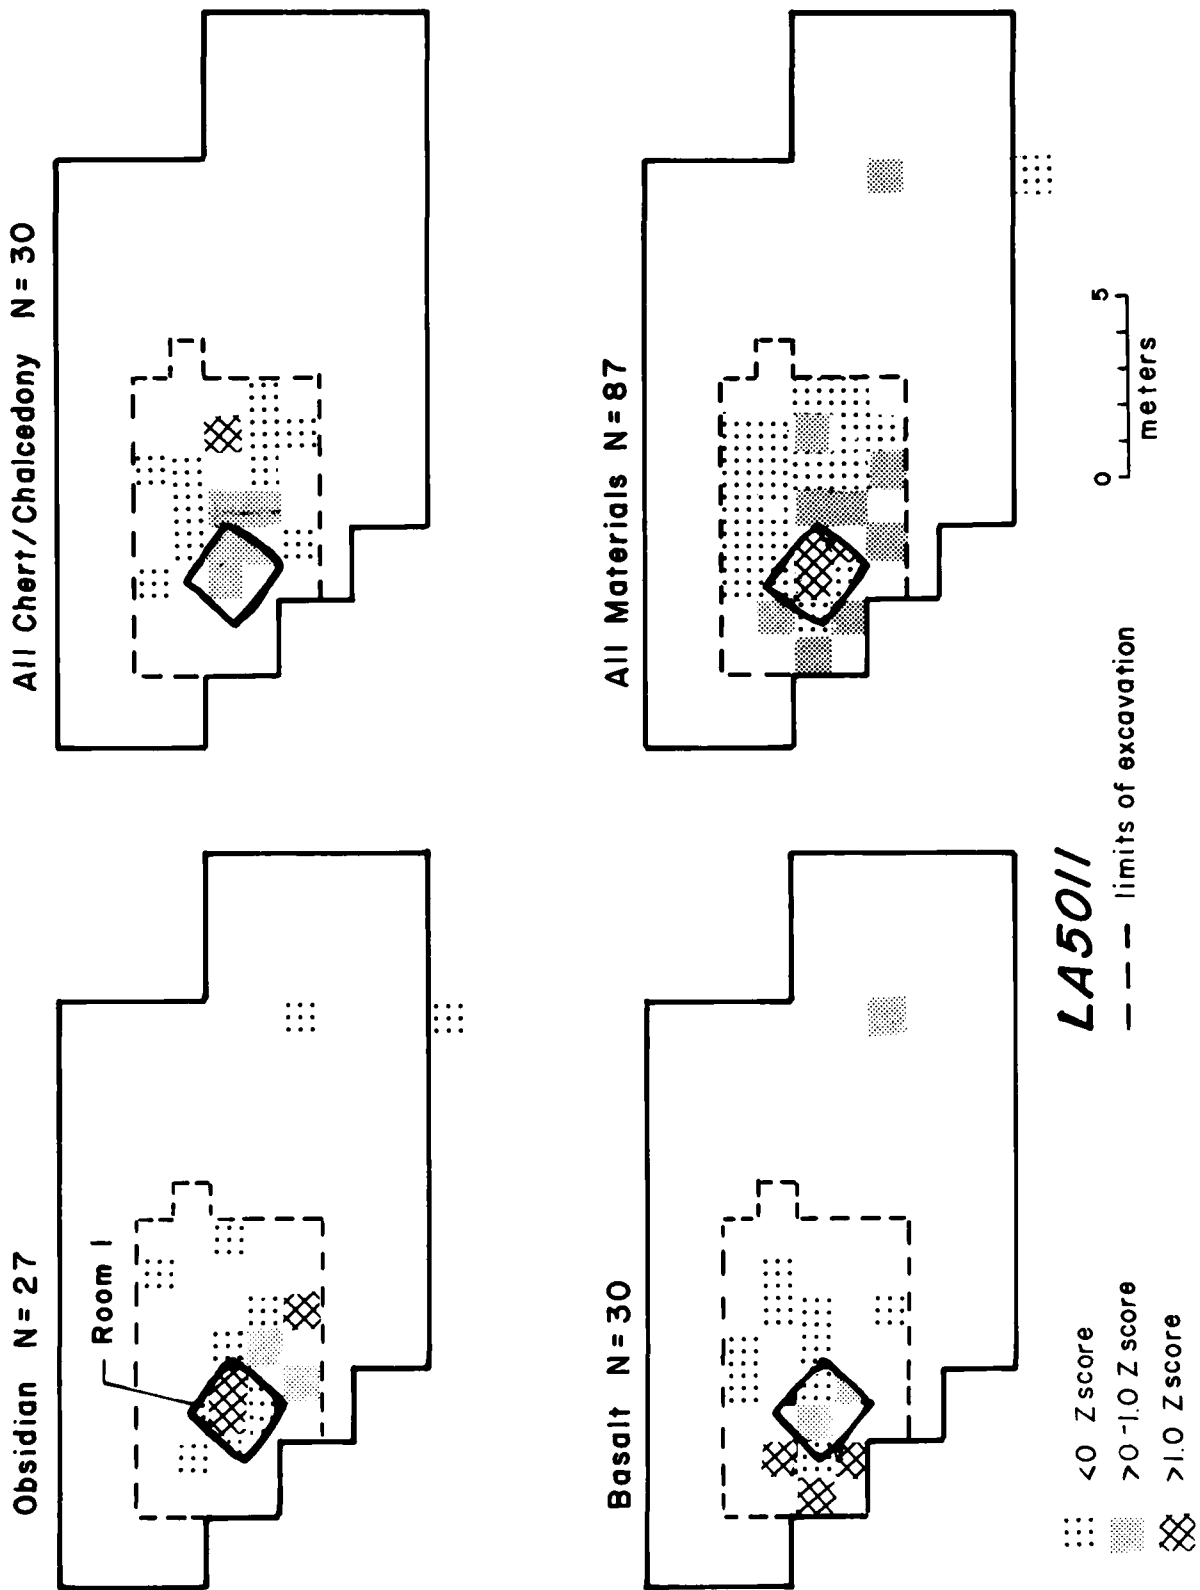 Obsidian N=27
Room 1
All Chert/Chalcedony N=30
Basalt N=30
All Materials N=87
<0 Z score
>0-1.0 Z score
>1.0 Z score
LA5011
limits of excavation
0 5
meters